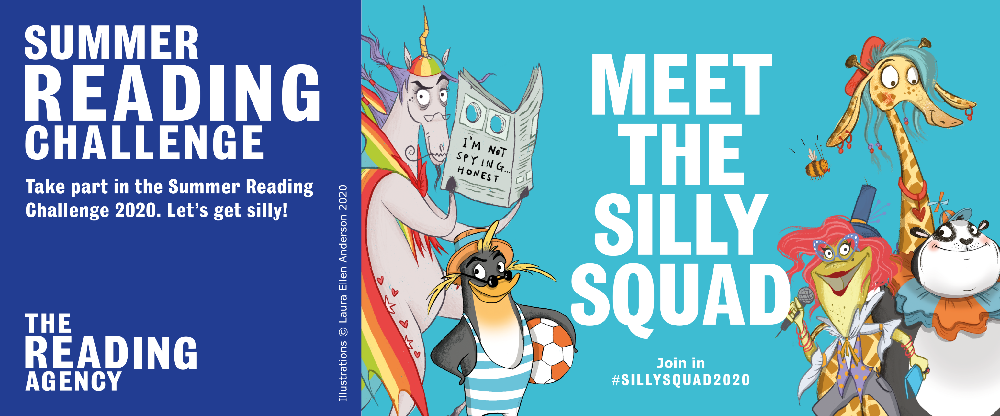 SUMMER
READING
CHALLENGE
Take part in the Summer Reading
Challenge 2020. Let's get silly!
THE
READING
AGENCY
Illustrations © Laura Ellen Anderson 2020
I'M NOT
SPYING...
HONEST
MEET
THE
SILLY
SQUAD
Join in
#SILLYSQUAD2020